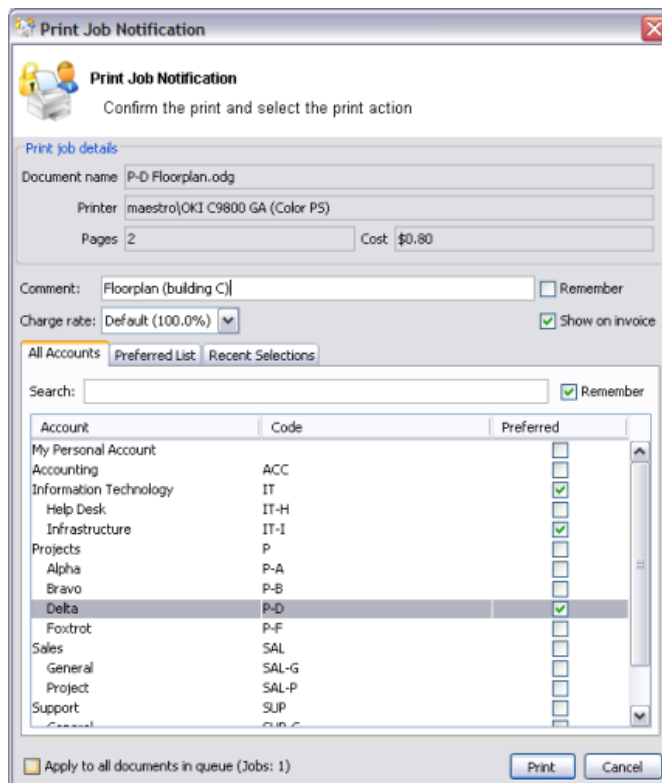 Print Job Notification
Print Job Notification
Confirm the print and select the print action
Print job details
Document name P-D Floorplan.odg
Printer maestro\OKI C9800 GA (Color PS)
Pages 2 Cost $0.80
Comment: Floorplan (building C) Remember
Charge rate: Default (100.0%) Show on invoice
All Accounts Preferred List Recent Selections
Search: Remember
Account Code Preferred
My Personal Account
Accounting ACC
Information Technology IT
Help Desk IT-H
Infrastructure IT-I
Projects P
Alpha P-A
Bravo P-B
Delta P-D
Foxtrot P-F
Sales SAL
General SAL-G
Project SAL-P
Support SUP
Apply to all documents in queue (Jobs: 1) Print Cancel